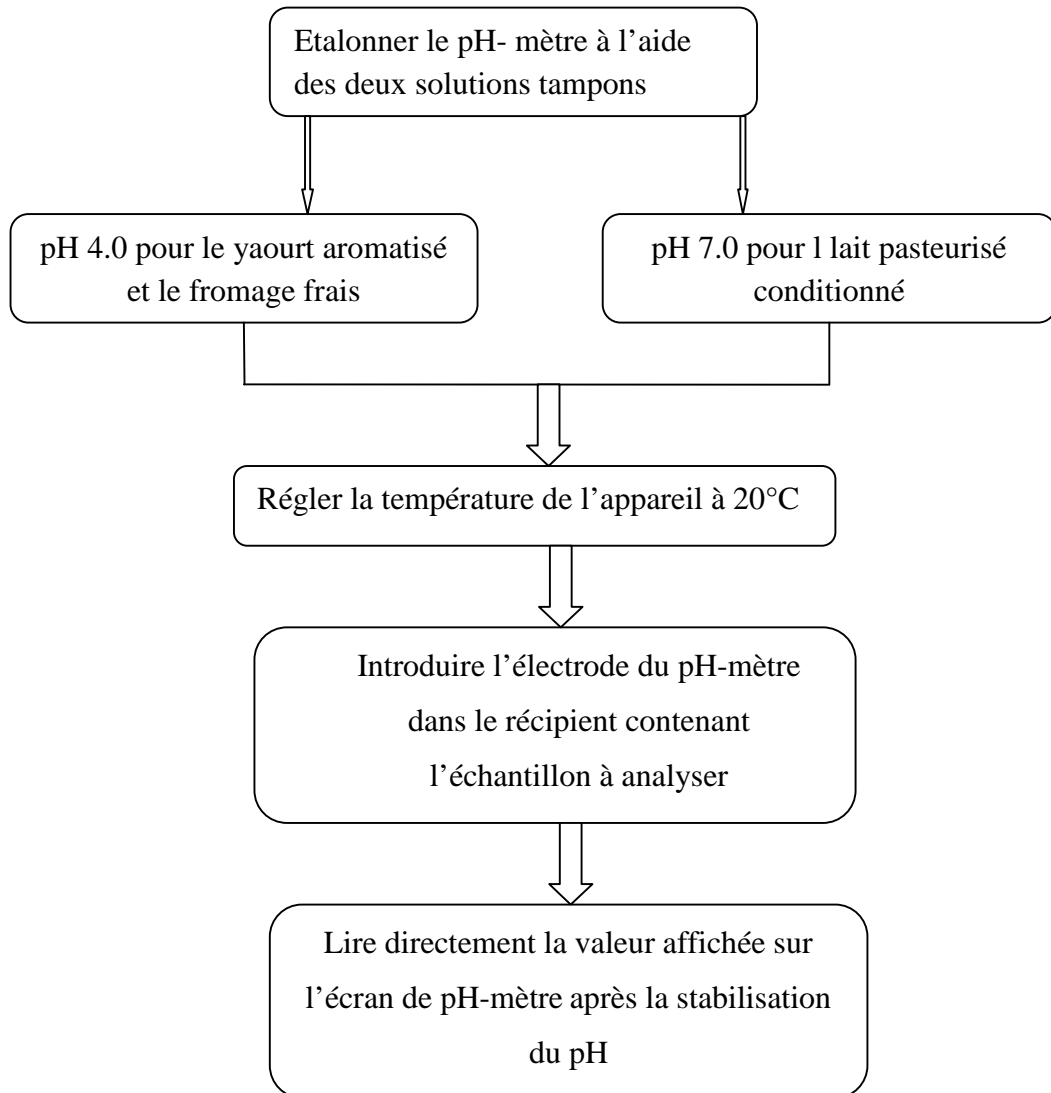 Etalonner le pH- mètre à l’aide
des deux solutions tampons
pH 4.0 pour le yaourt aromatisé
et le fromage frais
pH 7.0 pour l lait pasteurisé
conditionné
Régler la température de l’appareil à 20°C
Introduire l’électrode du pH-mètre
dans le récipient contenant
l’échantillon à analyser
Lire directement la valeur affichée sur
l’écran de pH-mètre après la stabilisation
du pH